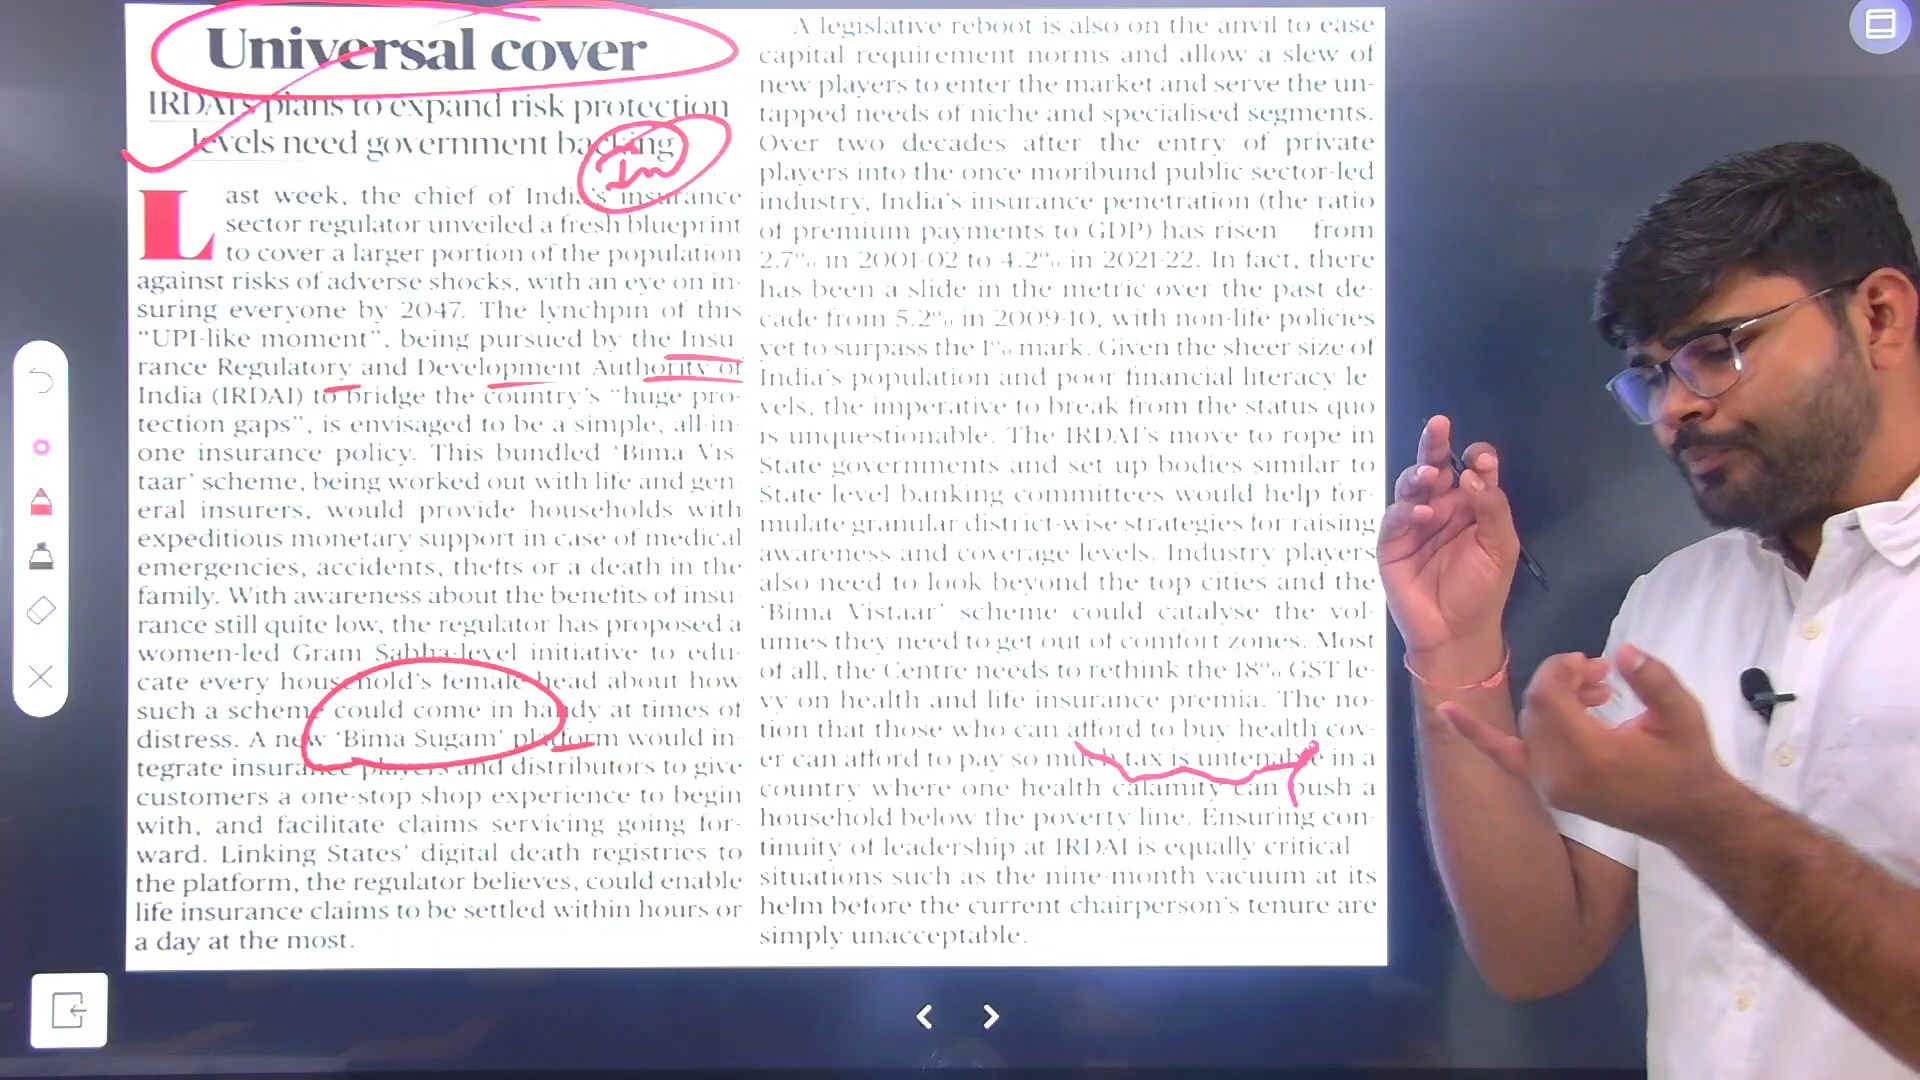 Universal cover
IRDAI's plans to expand risk protection
levels need government backing
In
Last week, the chief of India's insurance
sector regulator unveiled a fresh blueprint
to cover a larger portion of the population
against risks of adverse shocks, with an eye on in-
suring everyone by 2047. The lynchpin of this
“UPI-like moment”, being pursued by the Insu-
rance Regulatory and Development Authority of
India (IRDAI) to bridge the country's “huge pro-
tection gaps”, is envisaged to be a simple, all-in-
one insurance policy. This bundled ‘Bima Vis-
taar’ scheme, being worked out with life and gen-
eral insurers, would provide households with
expeditious monetary support in case of medical
emergencies, accidents, thefts or a death in the
family. With awareness about the benefits of insu-
rance still quite low, the regulator has proposed a
women-led Gram Sabha-level initiative to edu-
cate every household's female head about how
such a scheme could come in handy at times of
distress. A new ‘Bima Sugam’ platform would in-
tegrate insurance players and distributors to give
customers a one-stop shop experience to begin
with, and facilitate claims servicing going for-
ward. Linking States' digital death registries to
the platform, the regulator believes, could enable
life insurance claims to be settled within hours or
a day at the most.
A legislative reboot is also on the anvil to ease
capital requirement norms and allow a slew of
new players to enter the market and serve the un-
tapped needs of niche and specialised segments.
Over two decades after the entry of private
players into the once moribund public sector-led
industry, India's insurance penetration (the ratio
of premium payments to GDP) has risen from
2.7% in 2001-02 to 4.2% in 2021-22. In fact, there
has been a slide in the metric over the past de-
cade from 5.2% in 2009-10, with non-life policies
yet to surpass the 1% mark. Given the sheer size of
India's population and poor financial literacy le-
vels, the imperative to break from the status quo
is unquestionable. The IRDAI's move to rope in
State governments and set up bodies similar to
State level banking committees would help for-
mulate granular district-wise strategies for raising
awareness and coverage levels. Industry players
also need to look beyond the top cities and the
‘Bima Vistaar’ scheme could catalyse the vol-
umes they need to get out of comfort zones. Most
of all, the Centre needs to rethink the 18% GST le-
vy on health and life insurance premia. The no-
tion that those who can afford to buy health cov-
er can afford to pay so much tax is untenable in a
country where one health calamity can push a
household below the poverty line. Ensuring con-
tinuity of leadership at IRDAI is equally critical
situations such as the nine-month vacuum at its
helm before the current chairperson's tenure are
simply unacceptable.